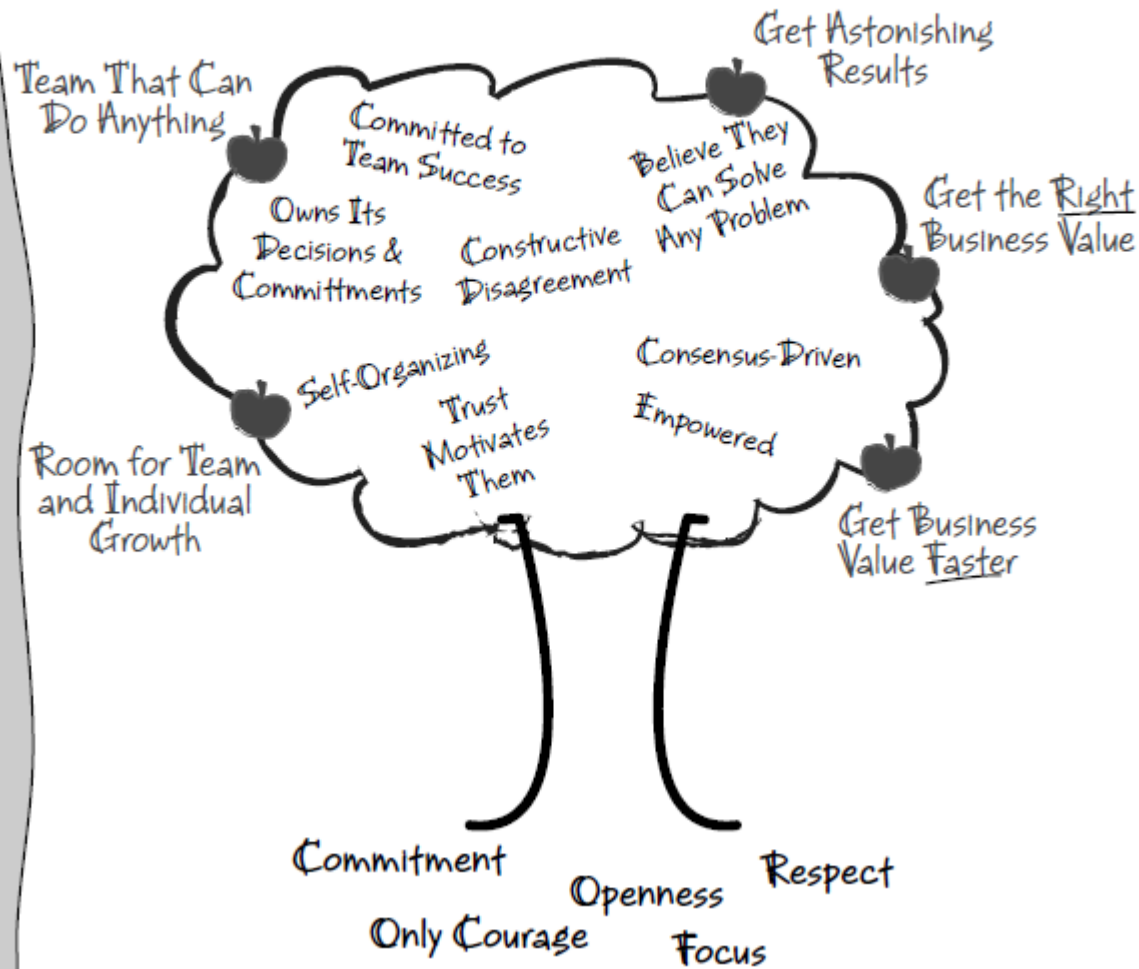 Get Astonishing
Results
Team That Can
Do Anything
Committed to
Team Success
Believe They
Can Solve
Any Problem
Get the Right
Business Value
Owns Its
Decisions &
Committments
Constructive
Disagreement
Self-Organizing
Trust
Motivates
Them
Consensus-Driven
Empowered
Room for Team
and Individual
Growth
Get Business
Value Faster
Commitment
Openness
Respect
Only Courage
Focus